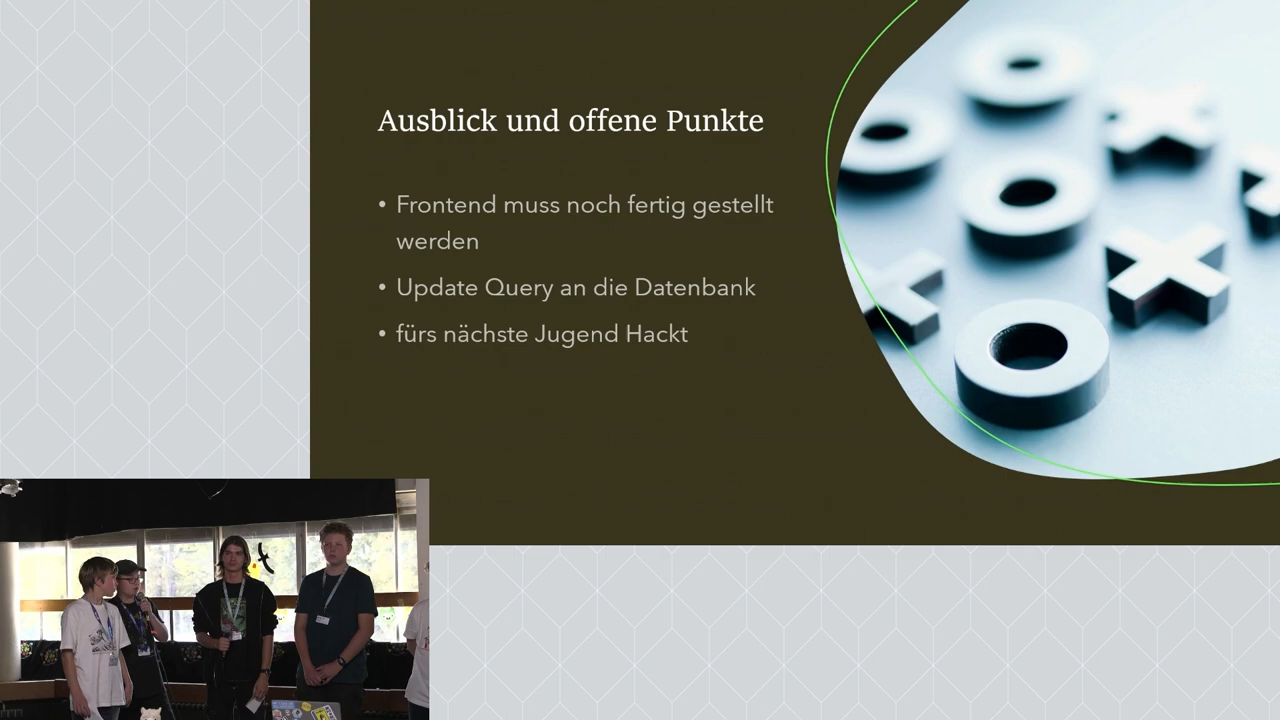 Ausblick und offene Punkte
• Frontend muss noch fertig gestellt
werden
• Update Query an die Datenbank
• fürs nächste Jugend Hackt